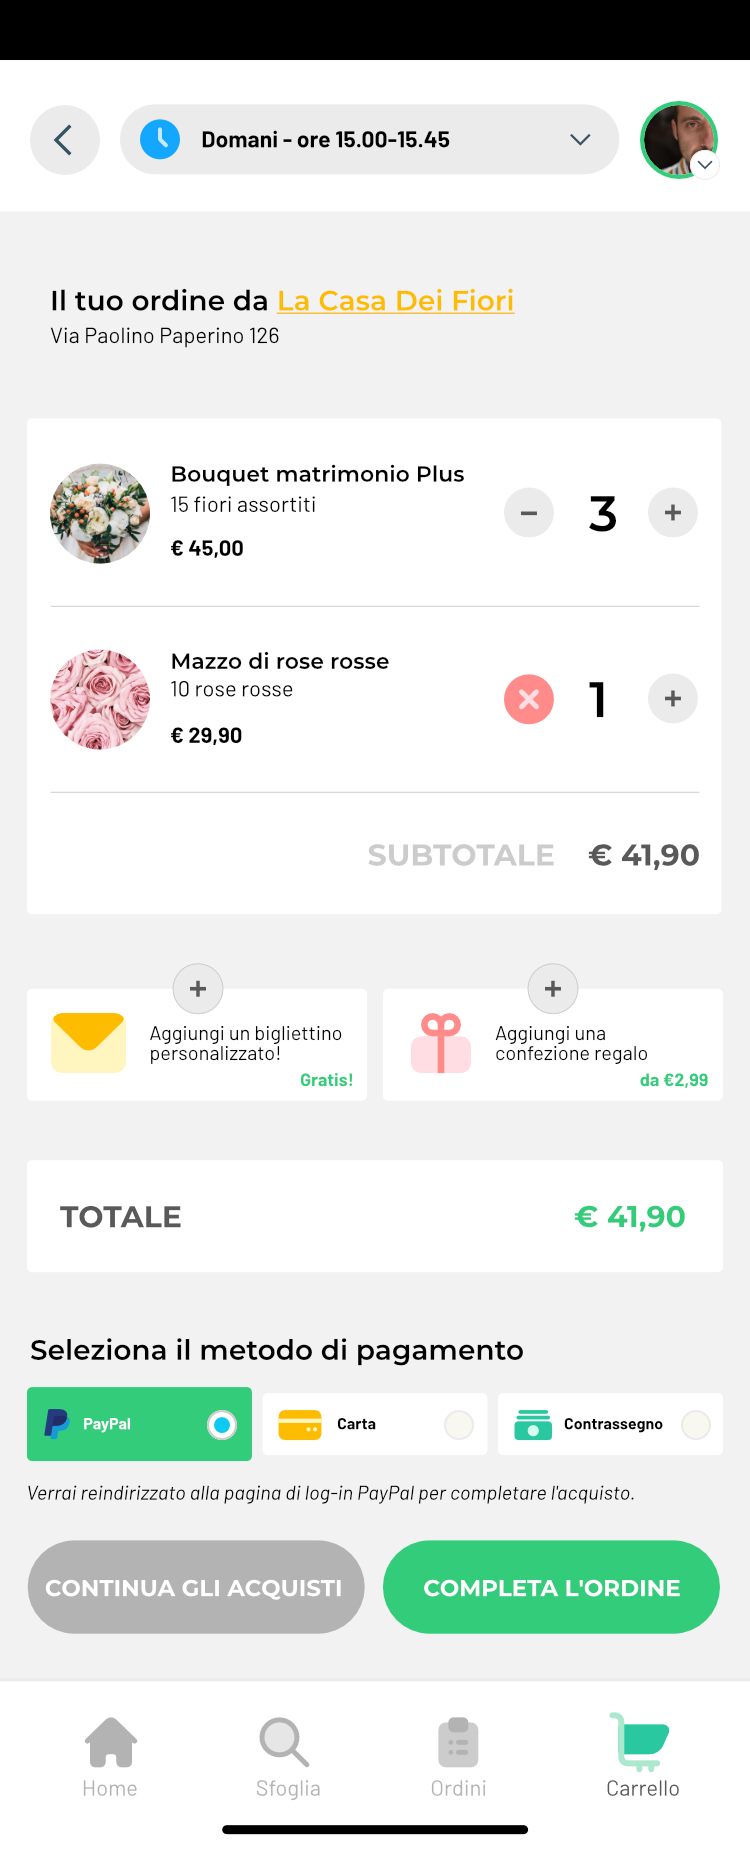 Domani - ore 15.00-15.45
Il tuo ordine da La Casa Dei Fiori
Via Paolino Paperino 126
Bouquet matrimonio Plus
15 fiori assortiti
€ 45,00
3
Mazzo di rose rosse
10 rose rosse
€ 29,90
1
SUBTOTALE € 41,90
Aggiungi un bigliettino
personalizzato!
Gratis!
Aggiungi una
confezione regalo
da €2,99
TOTALE € 41,90
Seleziona il metodo di pagamento
PayPal
Carta
Contrassegno
Verrai reindirizzato alla pagina di log-in PayPal per completare l'acquisto.
CONTINUA GLI ACQUISTI
COMPLETA L'ORDINE
Home
Sfoglia
Ordini
Carrello